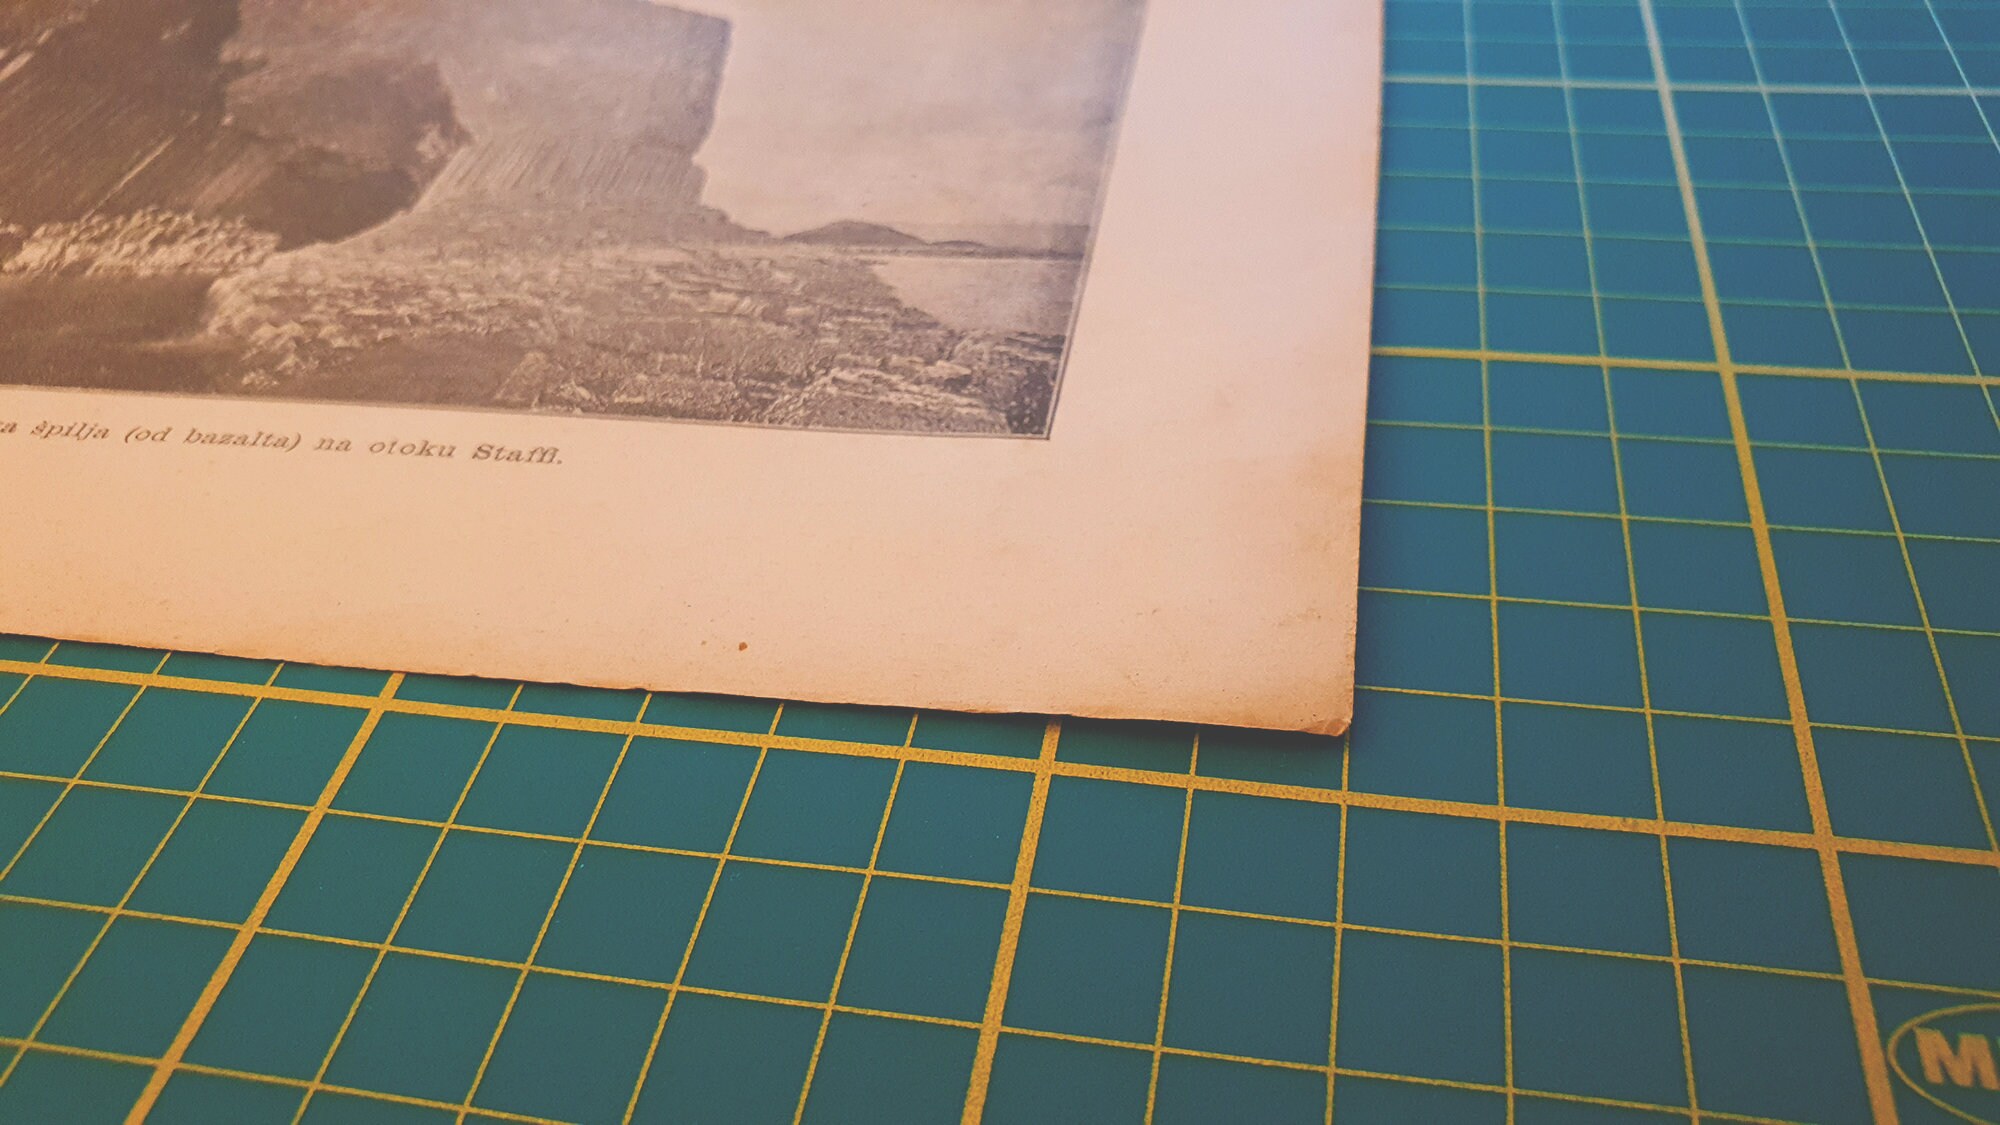 a špilja (od bazalta) na otoku Staffi.
M